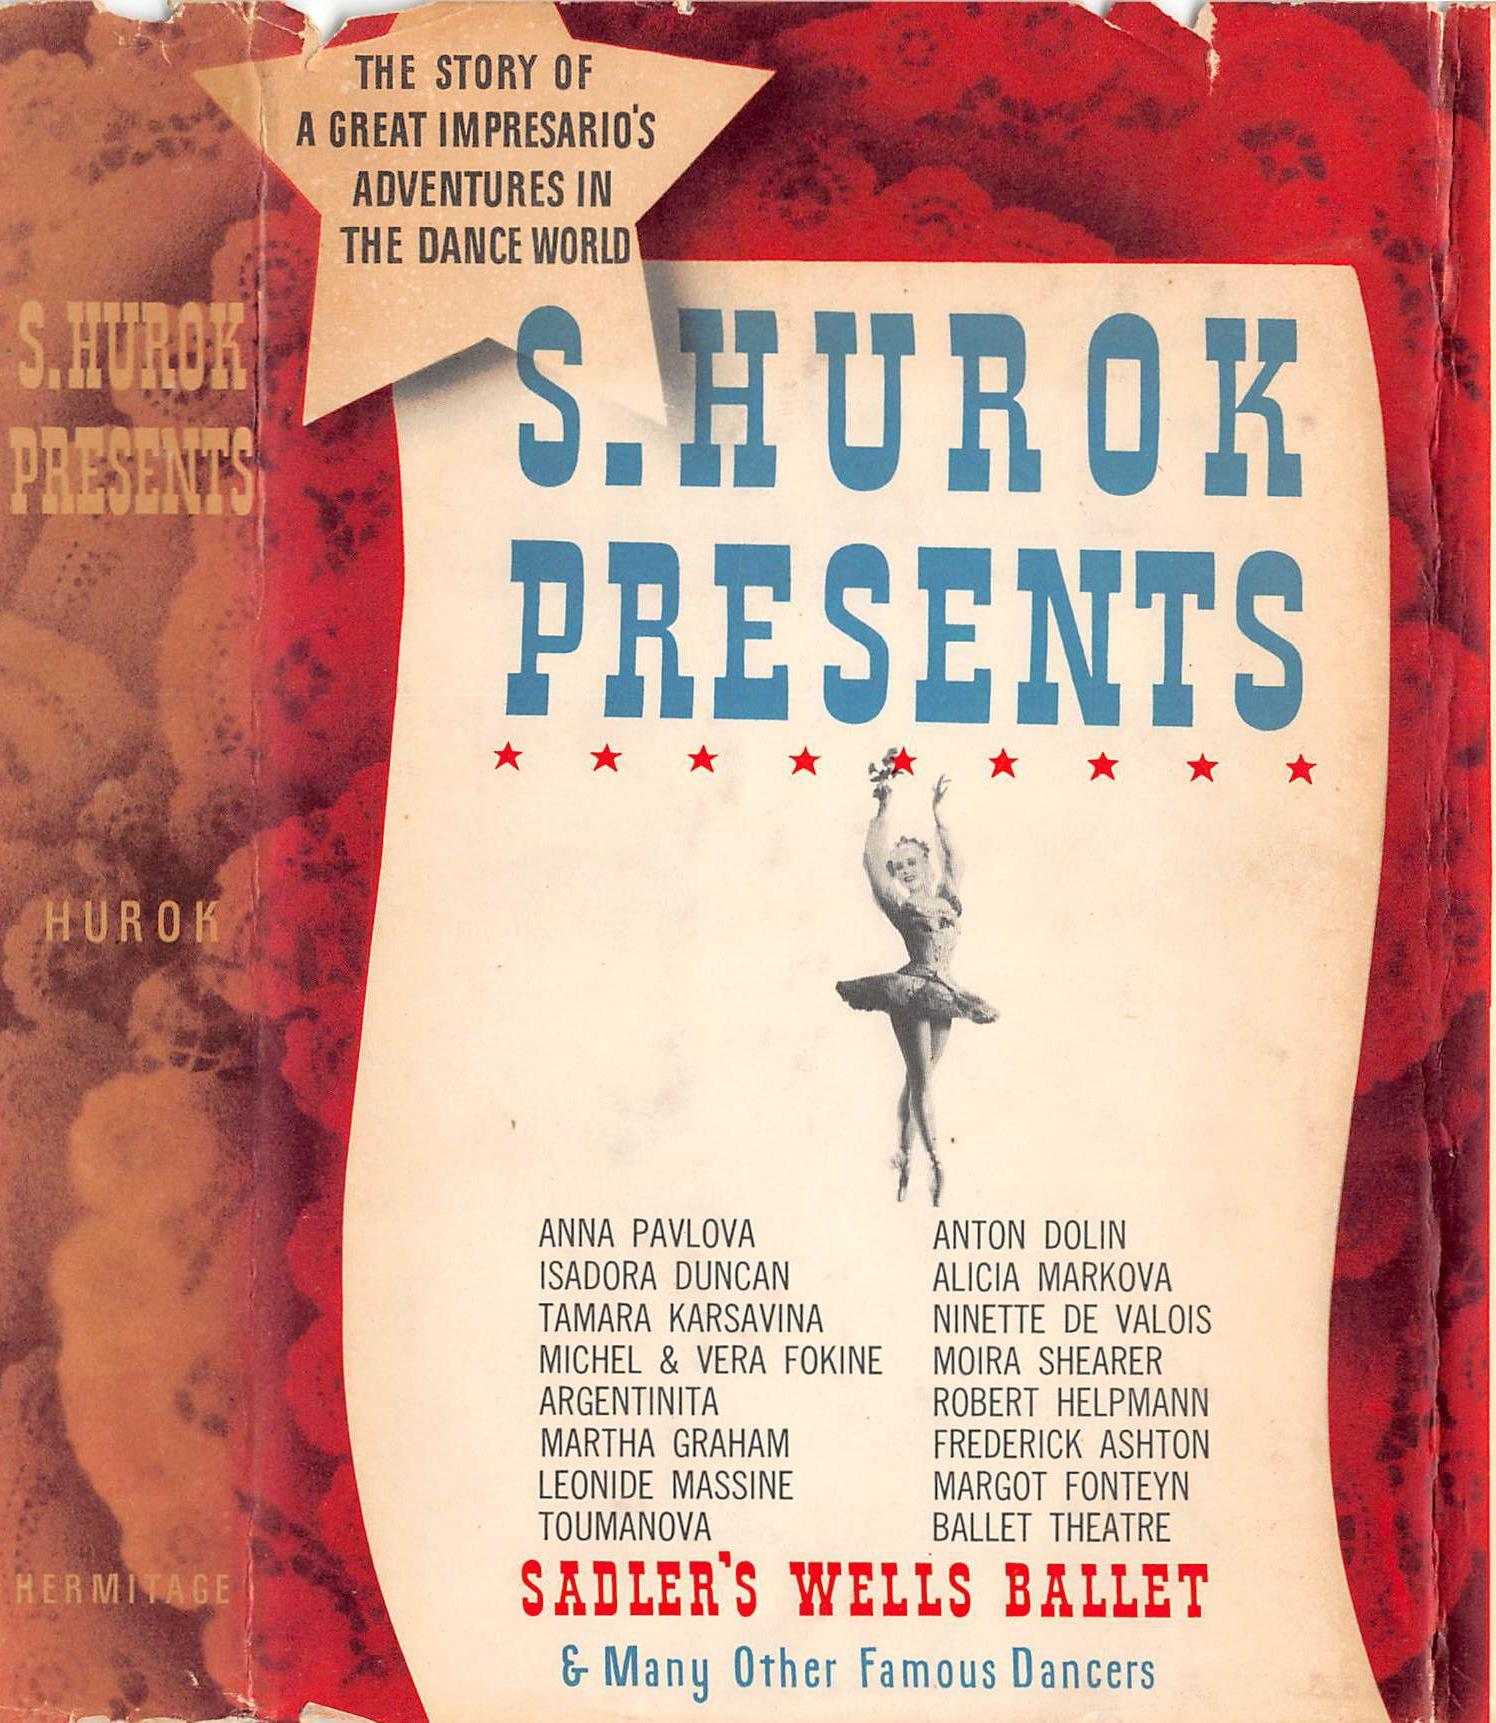 S. HUROK
PRESENTS
HUROK
HERMITAGE
THE STORY OF
A GREAT IMPRESARIO'S
ADVENTURES IN
THE DANCE WORLD
S. HUROK
PRESENTS
ANNA PAVLOVA
ISADORA DUNCAN
TAMARA KARSAVINA
MICHEL & VERA FOKINE
ARGENTINITA
MARTHA GRAHAM
LEONIDE MASSINE
TOUMANOVA
ANTON DOLIN
ALICIA MARKOVA
NINETTE DE VALOIS
MOIRA SHEARER
ROBERT HELPMANN
FREDERICK ASHTON
MARGOT FONTEYN
BALLET THEATRE
SADLER'S WELLS BALLET
& Many Other Famous Dancers